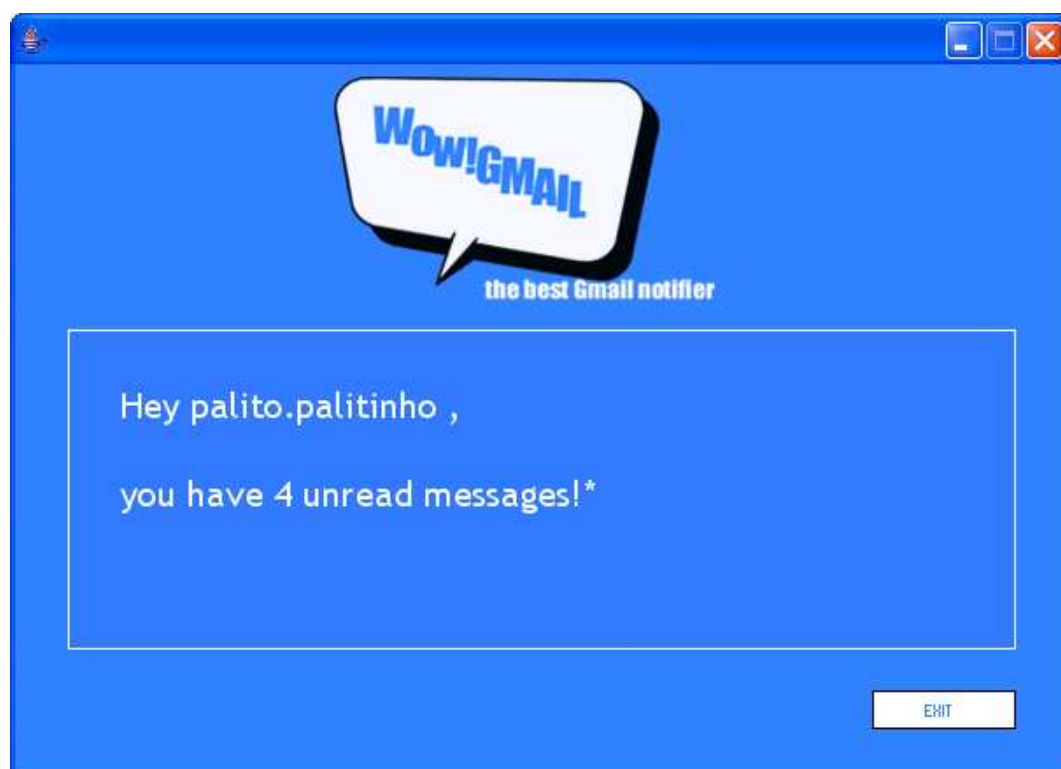 WOW!GMAIL
the best Gmail notifier
Hey palito.palitinho ,
you have 4 unread messages!*
EXIT